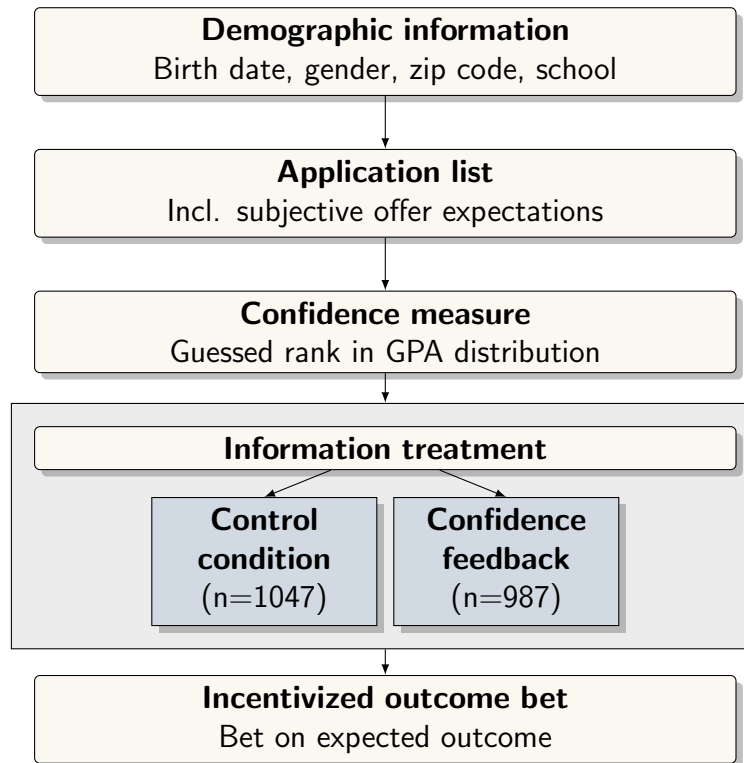 Demographic information
Birth date, gender, zip code, school
Application list
Incl. subjective offer expectations
Confidence measure
Guessed rank in GPA distribution
Information treatment
Control
condition
(n=1047)
Confidence
feedback
(n=987)
Incentivized outcome bet
Bet on expected outcome